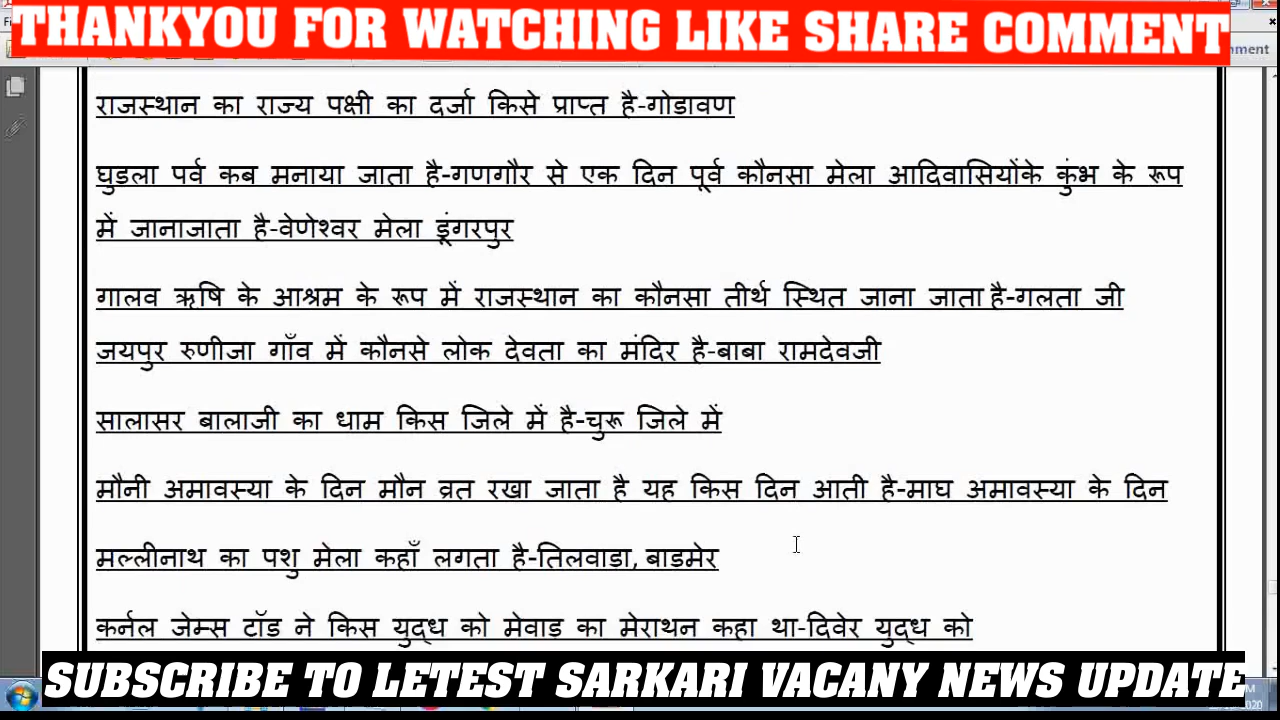 THANKYOU FOR WATCHING LIKE SHARE COMMENT
राजस्थान का राज्य पक्षी का दर्जा किसे प्राप्त है-गोडावण
घुडला पर्व कब मनाया जाता है-गणगौर से एक दिन पूर्व कौनसा मेला आदिवासियोंके कुंभ के रूप
में जानाजाता है-वेणेश्वर मेला डूंगरपुर
गालव ऋषि के आश्रम के रूप में राजस्थान का कौनसा तीर्थ स्थित जाना जाता है-गलता जी
जयपुर रुणीजा गाँव में कौनसे लोक देवता का मंदिर है-बाबा रामदेवजी
सालासर बालाजी का धाम किस जिले में है-चुरू जिले में
मौनी अमावस्या के दिन मौन व्रत रखा जाता है यह किस दिन आती है-माघ अमावस्या के दिन
मल्लीनाथ का पशु मेला कहाँ लगता है-तिलवाडा, बाडमेर
कर्नल जेम्स टॉड ने किस युद्ध को मेवाड का मेराथन कहा था-दिवेर युद्ध को
SUBSCRIBE TO LETEST SARKARI VACANY NEWS UPDATE